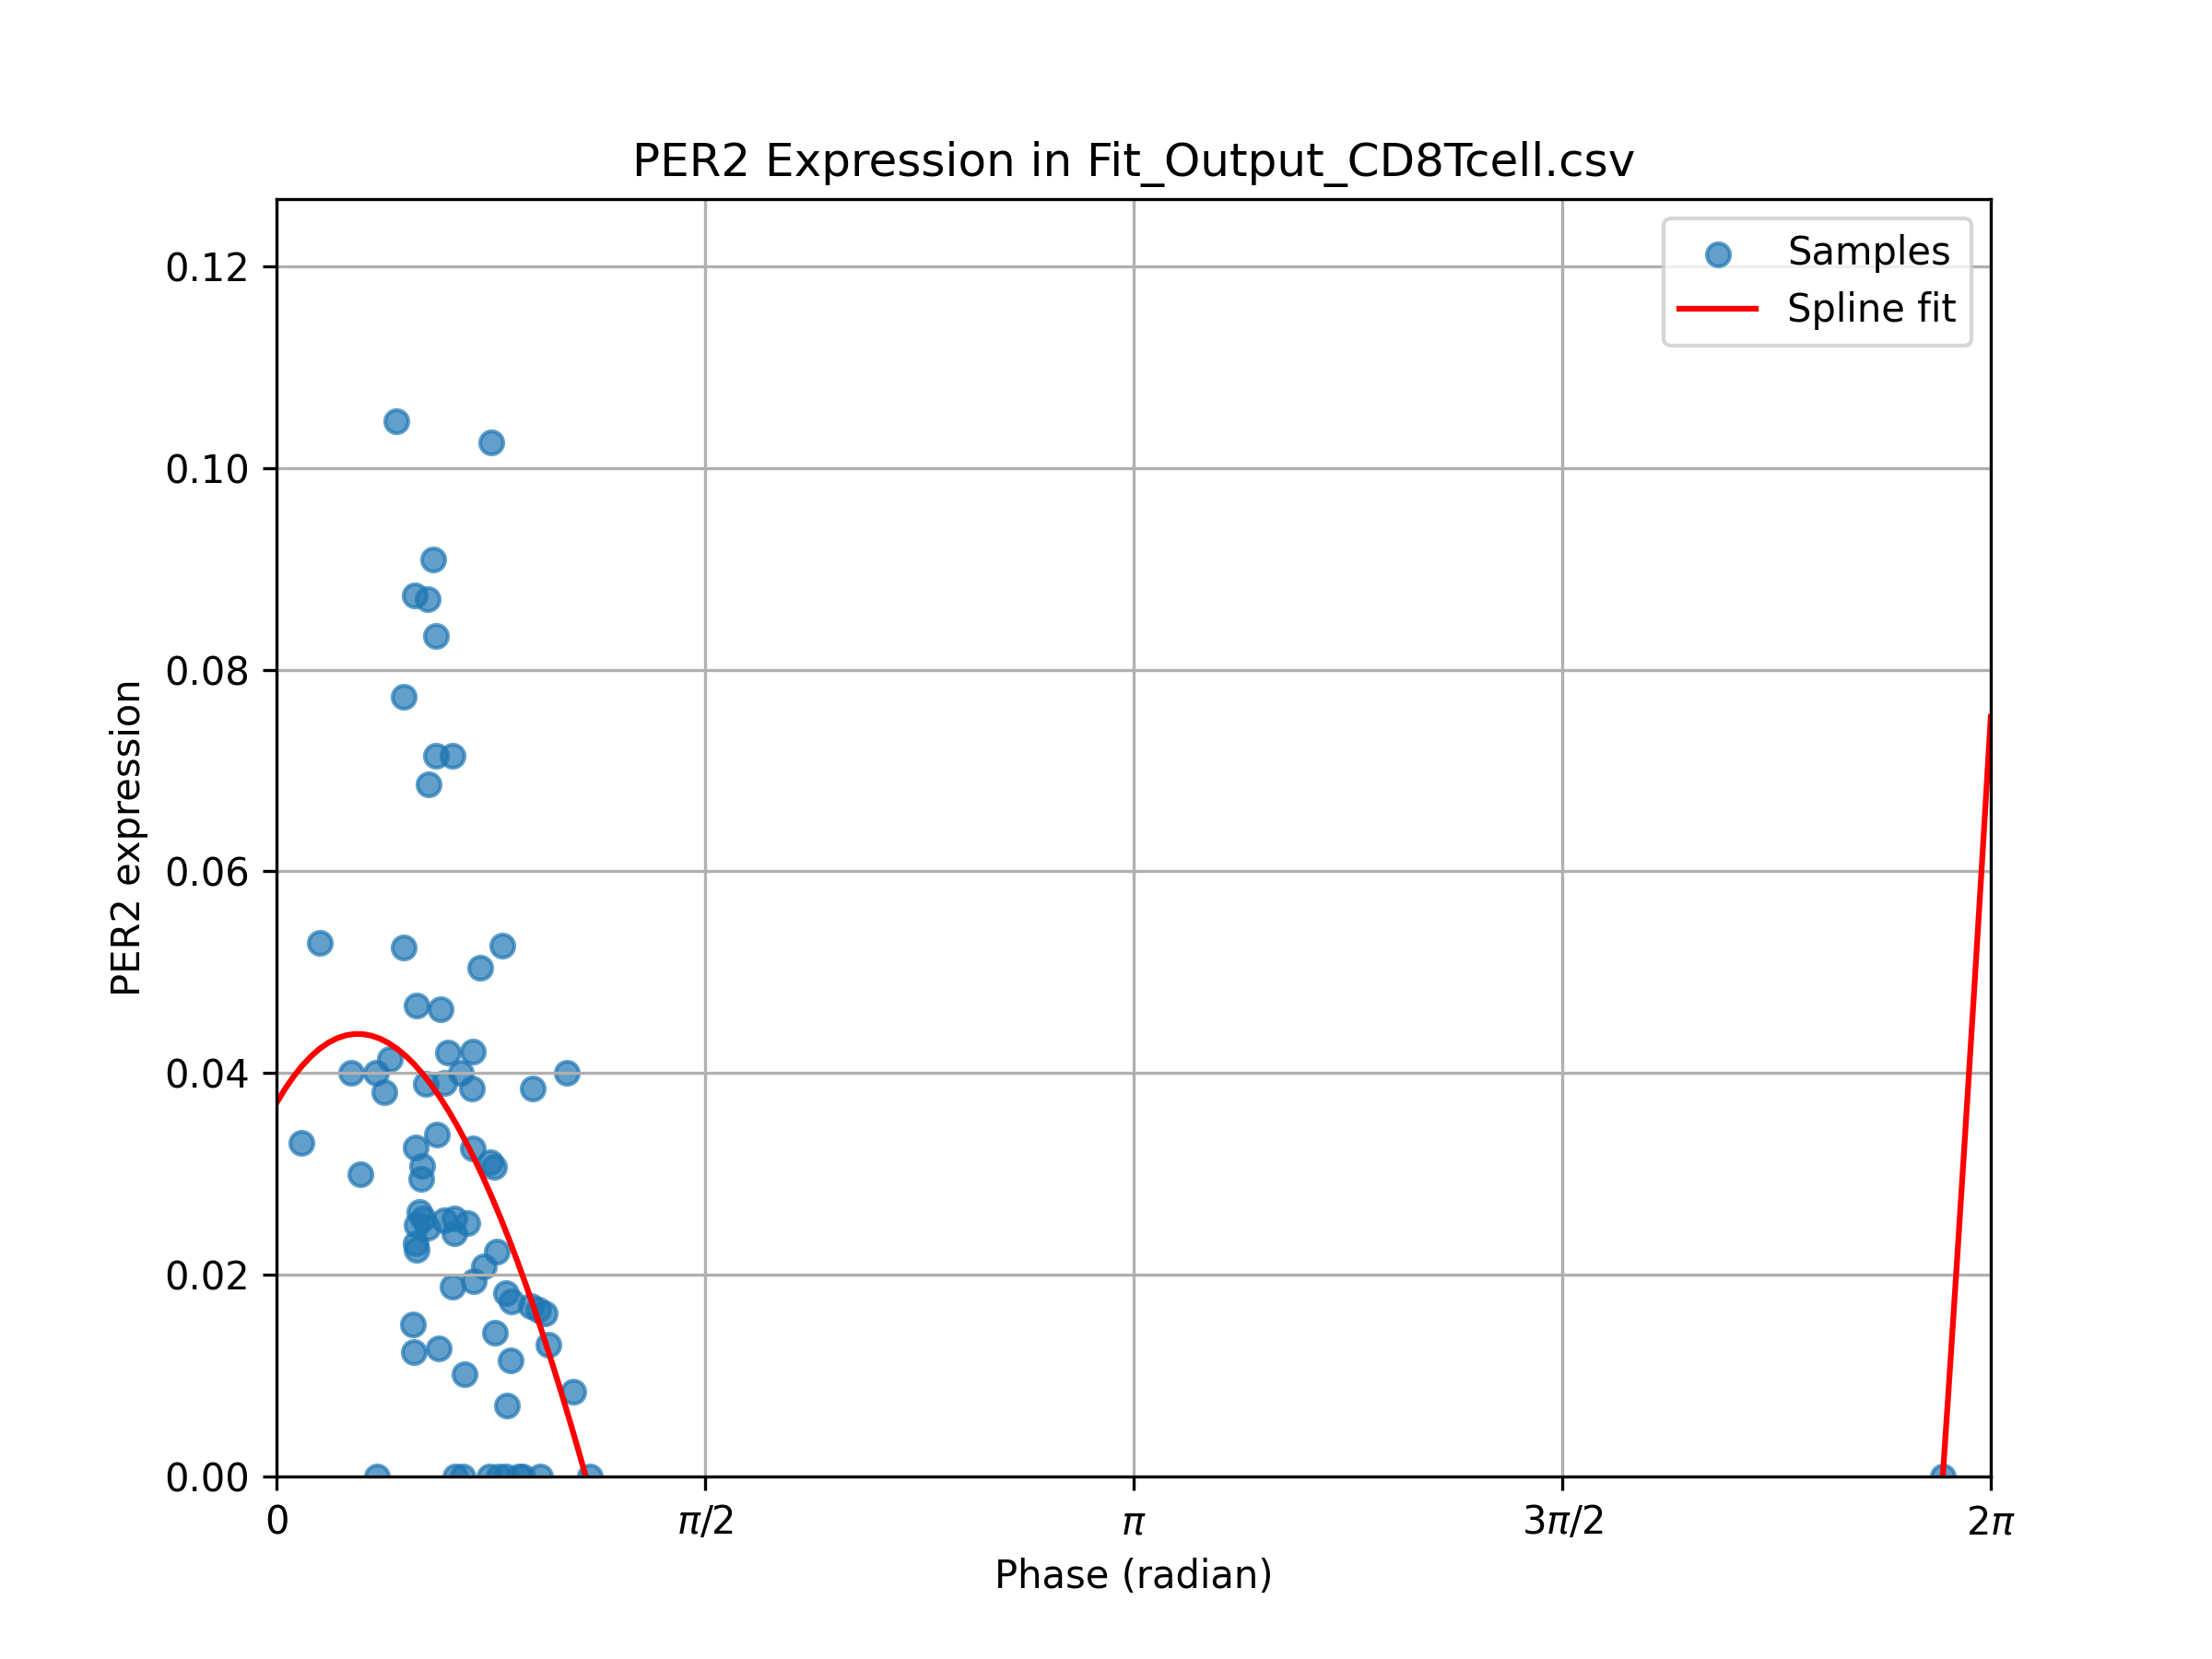 PER2 Expression in Fit_Output_CD8Tcell.csv
Samples
Spline fit
0.12
0.10
0.08
0.06
0.04
0.02
0.00
PER2 expression
0
π/2
π
3π/2
2π
Phase (radian)